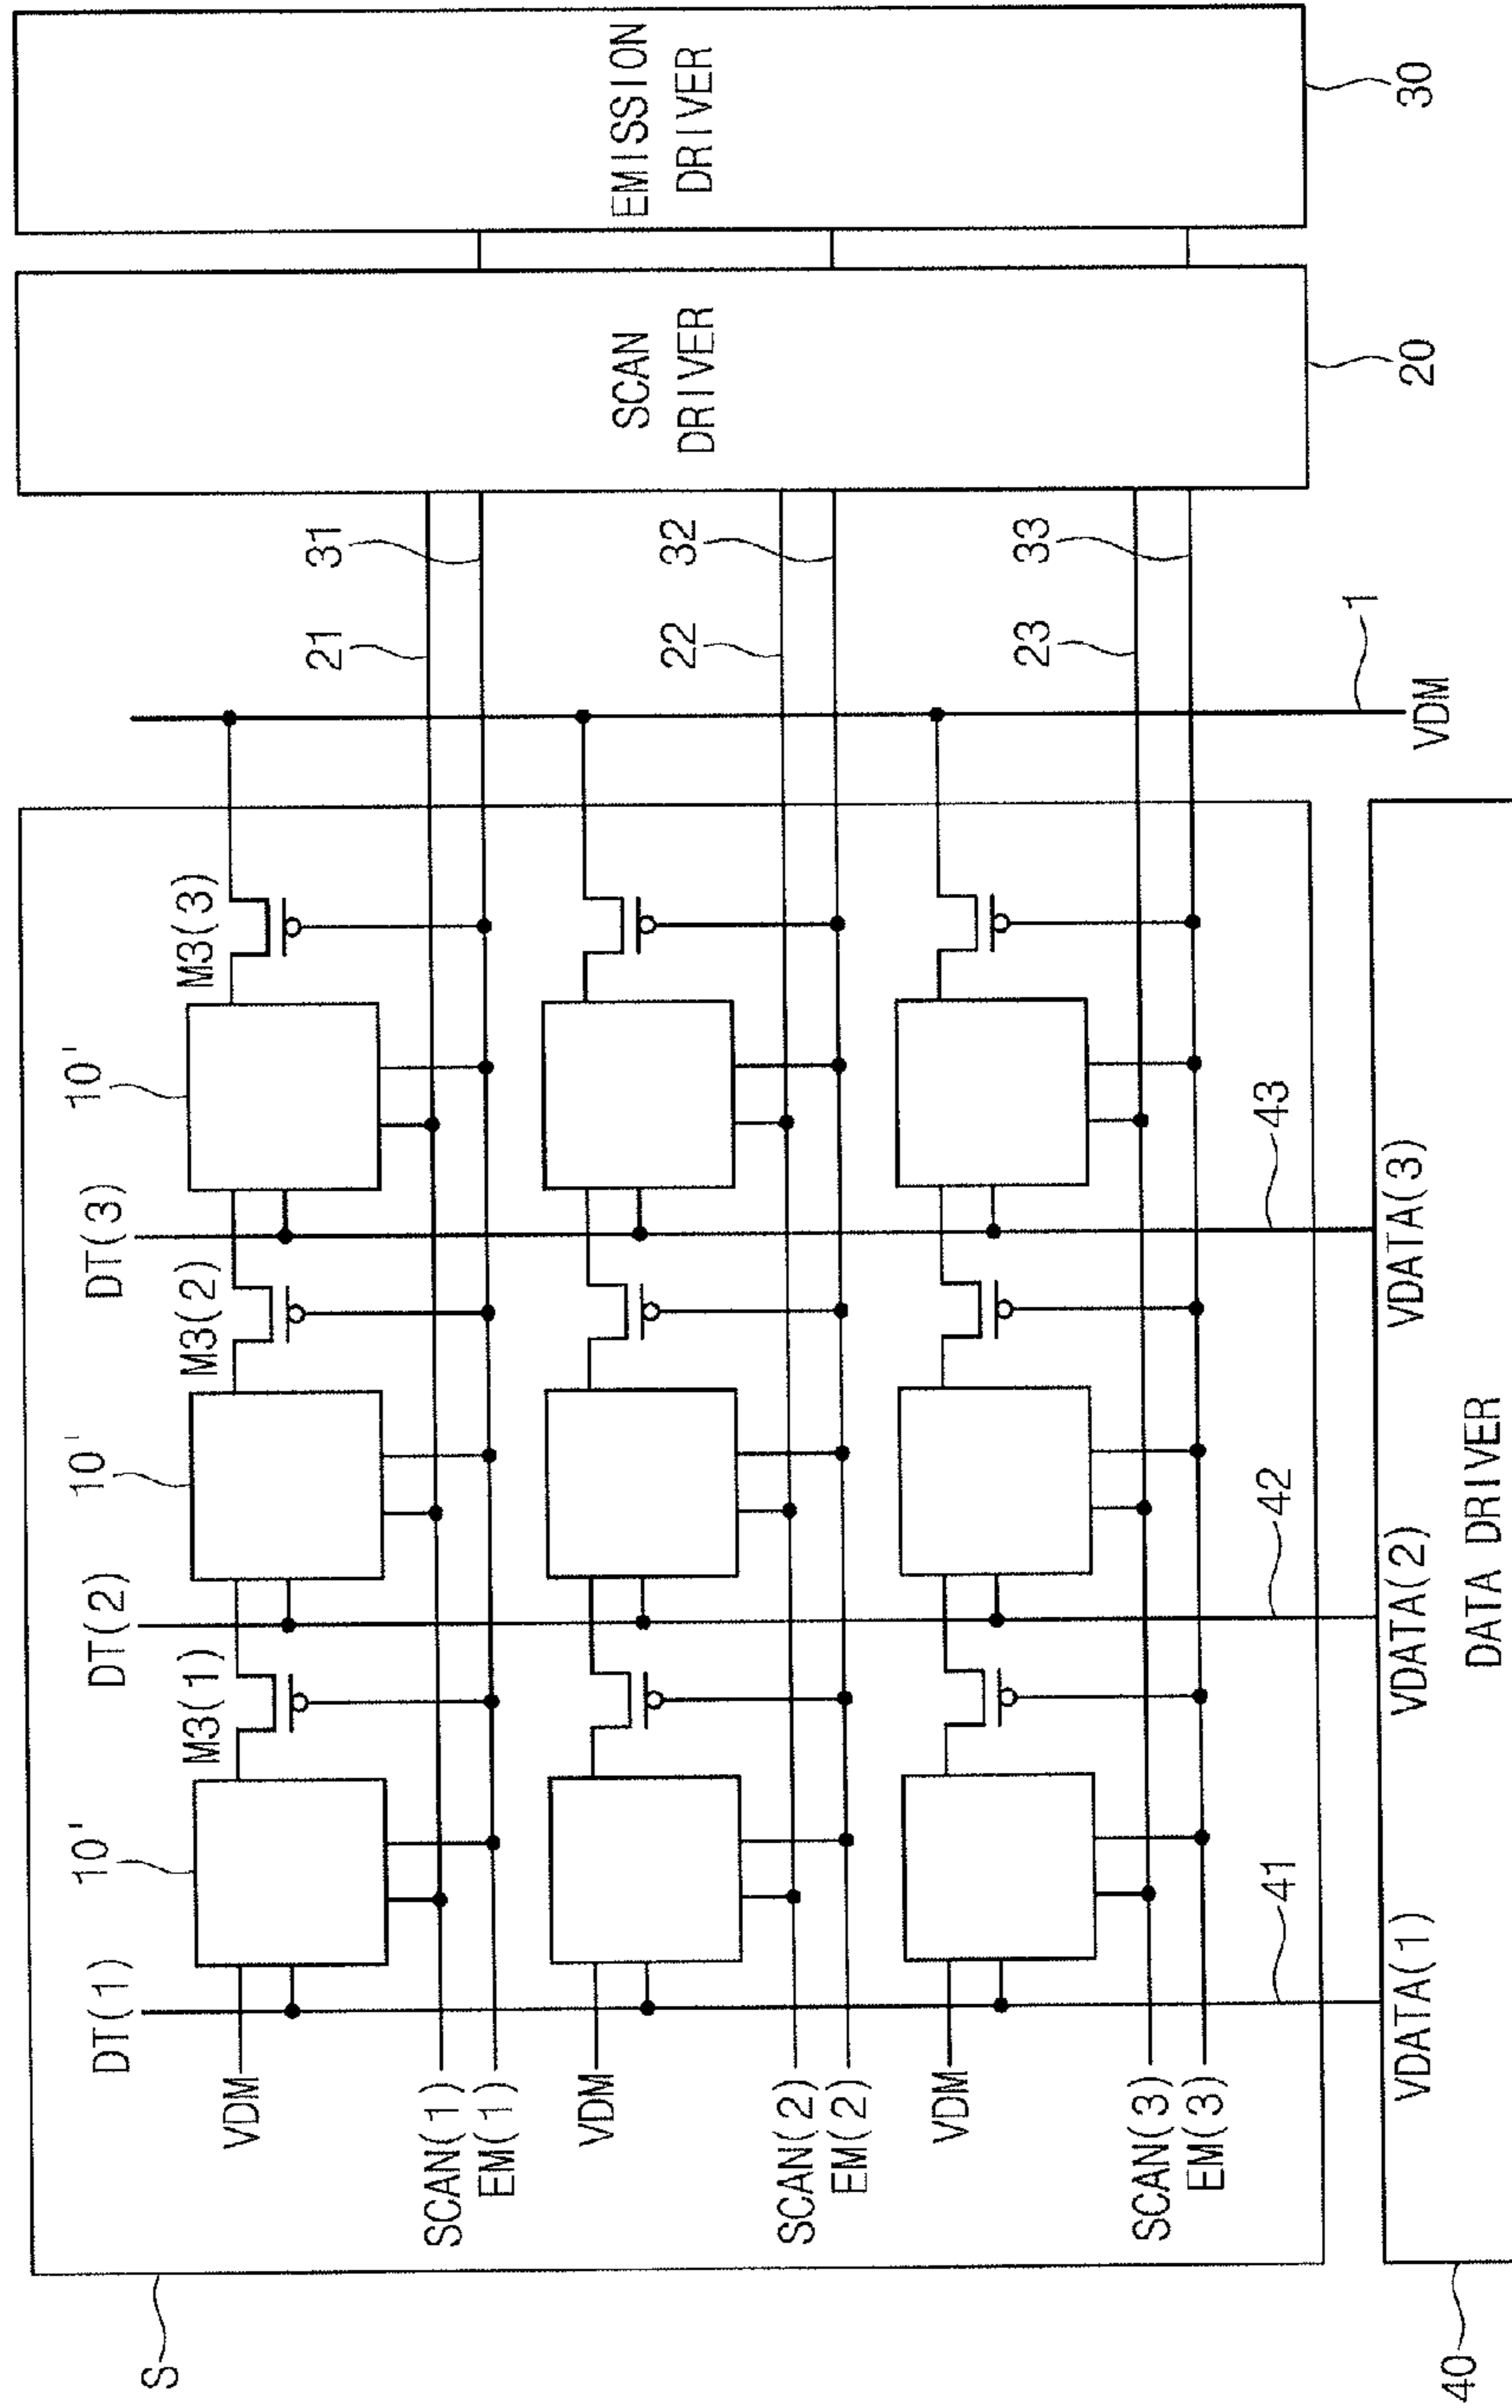 S
DT(1)
10'
M3(1)
DT(2)
10'
M3(2)
DT(3)
10'
M3(3)
VDM
SCAN(1)
EM(1)
21
31
VDM
SCAN(2)
EM(2)
22
32
VDM
SCAN(3)
EM(3)
23
33
41
42
43
1
VDM
SCAN
DRIVER
20
EMISSION
DRIVER
30
VDATA(1)
VDATA(2)
VDATA(3)
DATA DRIVER
40